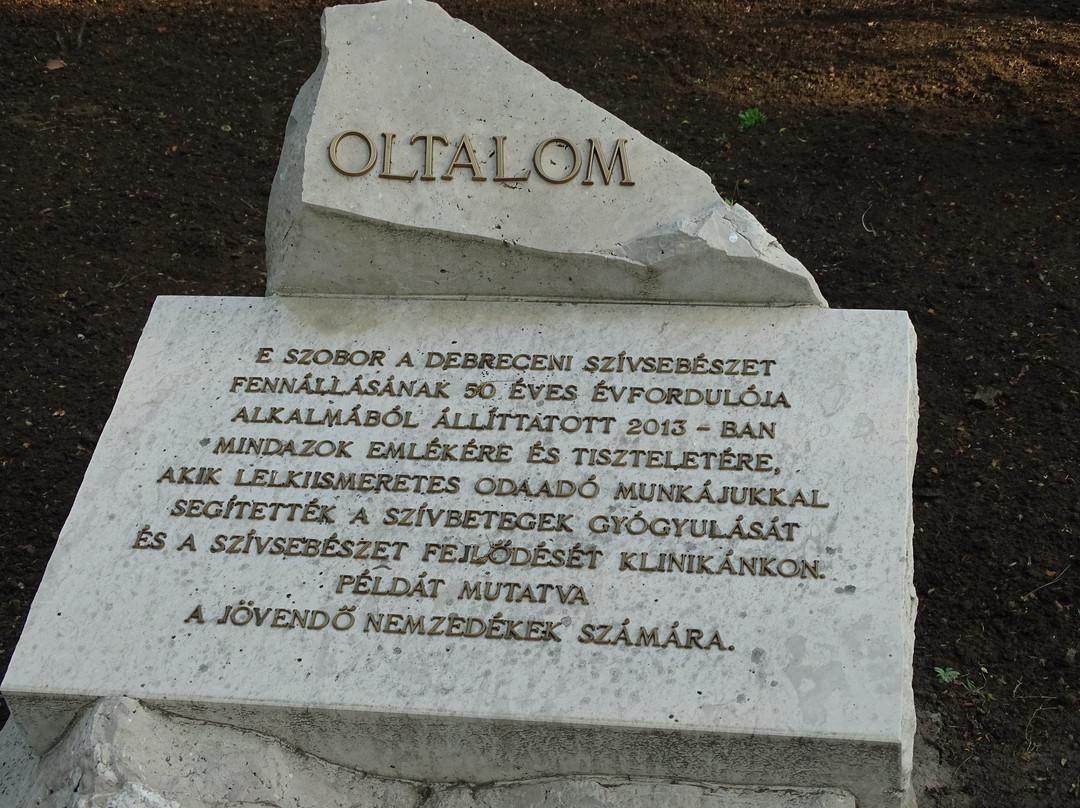 OLTALOM
E SZOBOR A DEBRECENI SZÍVSEBÉSZET
FENNÁLLÁSÁNAK 50 ÉVES ÉVFORDULÓJA
ALKALMÁBÓL ÁLLÍTTATOTT 2013 - BAN
MINDAZOK EMLÉKÉRE ÉS TISZTELETÉRE,
AKIK LELKIISMERETES ODAADÓ MUNKÁJUKKAL
SEGÍTETTÉK A SZÍVBETEGEK GYÓGYULÁSÁT
ÉS A SZÍVSEBÉSZET FEJLŐDÉSÉT KLINIKÁNKON.
PÉLDÁT MUTATVA
A JÖVENDŐ NEMZEDÉKEK SZÁMÁRA.